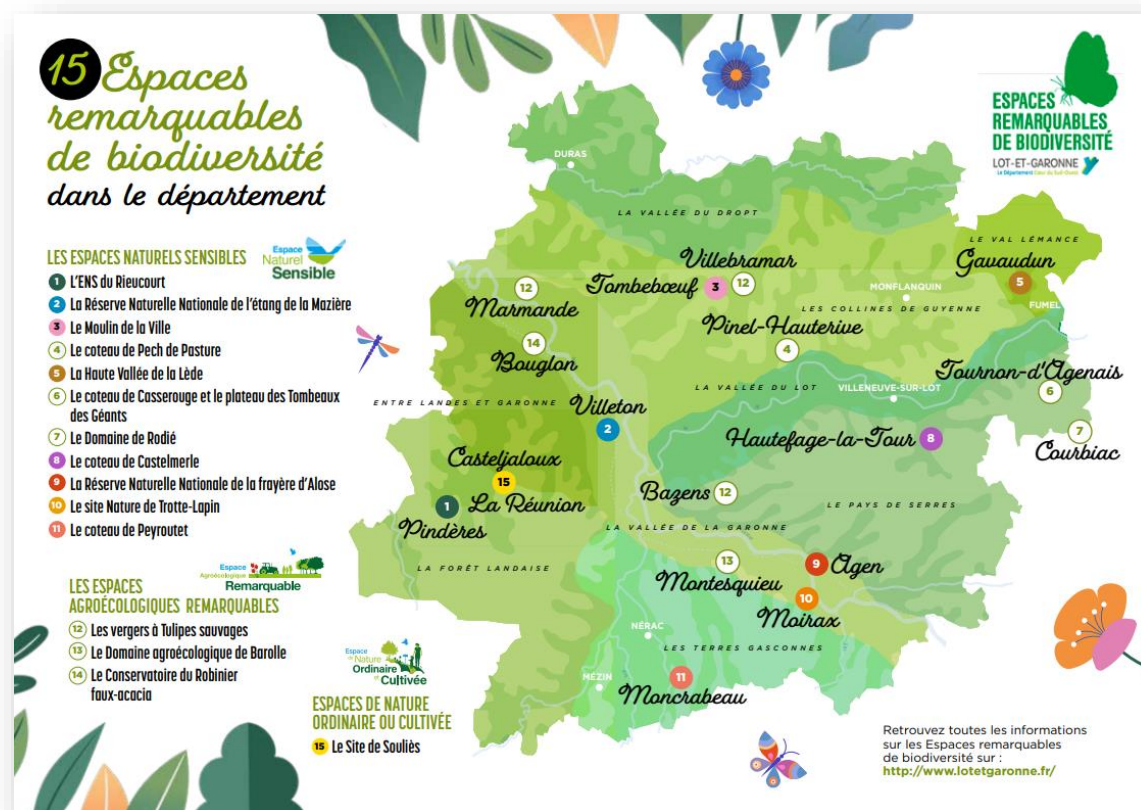 15 Espaces
remarquables
de biodiversité
dans le département
ESPACES
REMARQUABLES
DE BIODIVERSITÉ
LOT-ET-GARONNE
Le Département Cœur du Sud-Ouest
LES ESPACES NATURELS SENSIBLES
Espace
Naturel
Sensible
1 L'ENS du Rieucourt
2 La Réserve Naturelle Nationale de l'étang de la Mazière
3 Le Moulin de la Ville
4 Le coteau de Pech de Pasture
5 La Haute Vallée de la Lède
6 Le coteau de Casserouge et le plateau des Tombeaux
des Géants
7 Le Domaine de Rodié
8 Le coteau de Castelmerle
9 La Réserve Naturelle Nationale de la frayère d'Alose
10 Le site Nature de Trotte-Lapin
11 Le coteau de Peyroutet
Espace
Agroécologique
Remarquable
LES ESPACES
AGROÉCOLOGIQUES REMARQUABLES
12 Les vergers à Tulipes sauvages
13 Le Domaine agroécologique de Barolle
14 Le Conservatoire du Robinier
faux-acacia
Espace
de Nature
Ordinaire
et Cultivée
ESPACES DE NATURE
ORDINAIRE OU CULTIVÉE
15 Le Site de Souliès
DURAS
LA VALLÉE DU DROPT
LE VAL LÉMANCE
Villebramar
12
Tombebœuf 3
Gavaudun
5
12
Marmande
MONFLANQUIN
LES COLLINES DE GUYENNE
FUMEL
Pinel-Hauterive
4
14
Bouglon
LA VALLÉE DU LOT
VILLENEUVE-SUR-LOT
Tournon-d'Agenais
6
ENTRE LANDES ET GARONNE
Villeton
2
Hautefage-la-Tour 8
7
Courbiac
Casteljaloux
15
La Réunion
1
Pindères
Bazens 12
LE PAYS DE SERRES
LA VALLÉE DE LA GARONNE
LA FORÊT LANDAISE
13
Montesquieu
9 Agen
10
Moirax
NÉRAC
LES TERRES GASCONNES
MÉZIN
11
Moncrabeau
Retrouvez toutes les informations
sur les Espaces remarquables
de biodiversité sur :
http://www.lotetgaronne.fr/